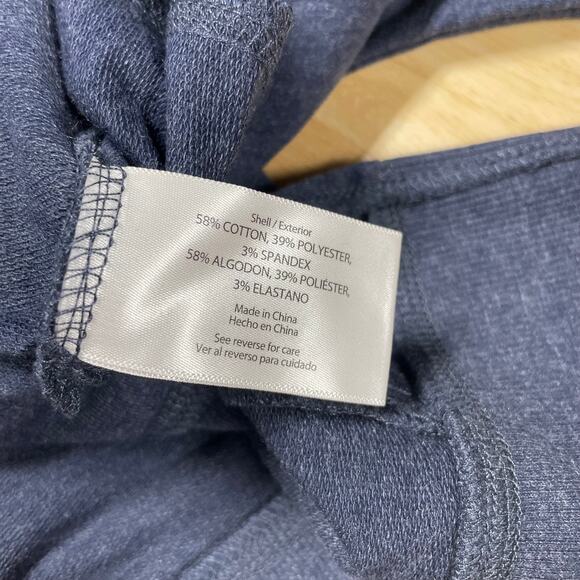 Shell / Exterior
58% COTTON, 39% POLYESTER,
3% SPANDEX
58% ALGODON, 39% POLIÉSTER,
3% ELASTANO
Made in China
Hecho en China
See reverse for care
Ver al reverso para cuidado